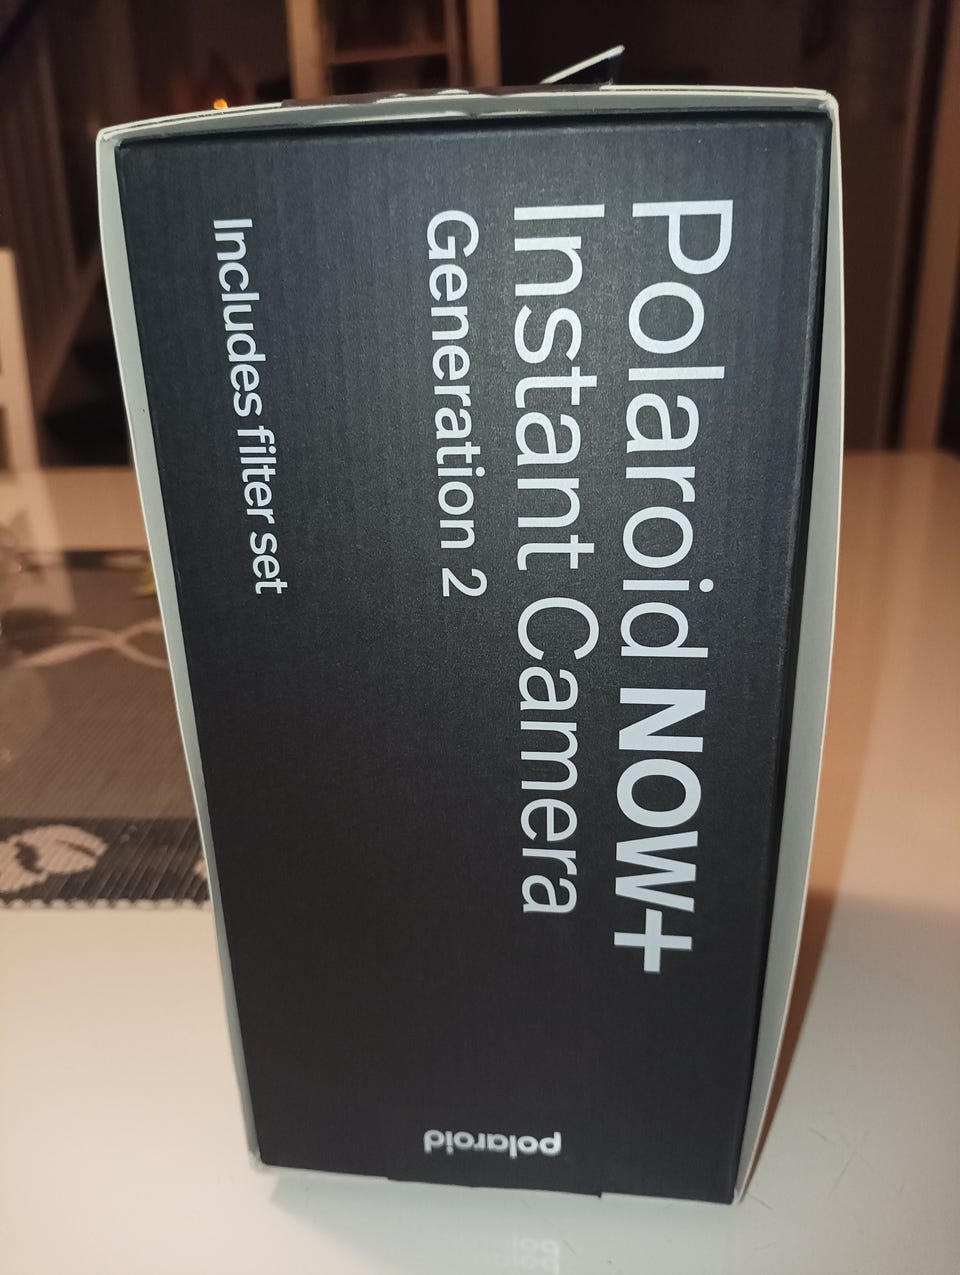 Polaroid NOW+
Instant Camera
Generation 2
Includes filter set
polaroid